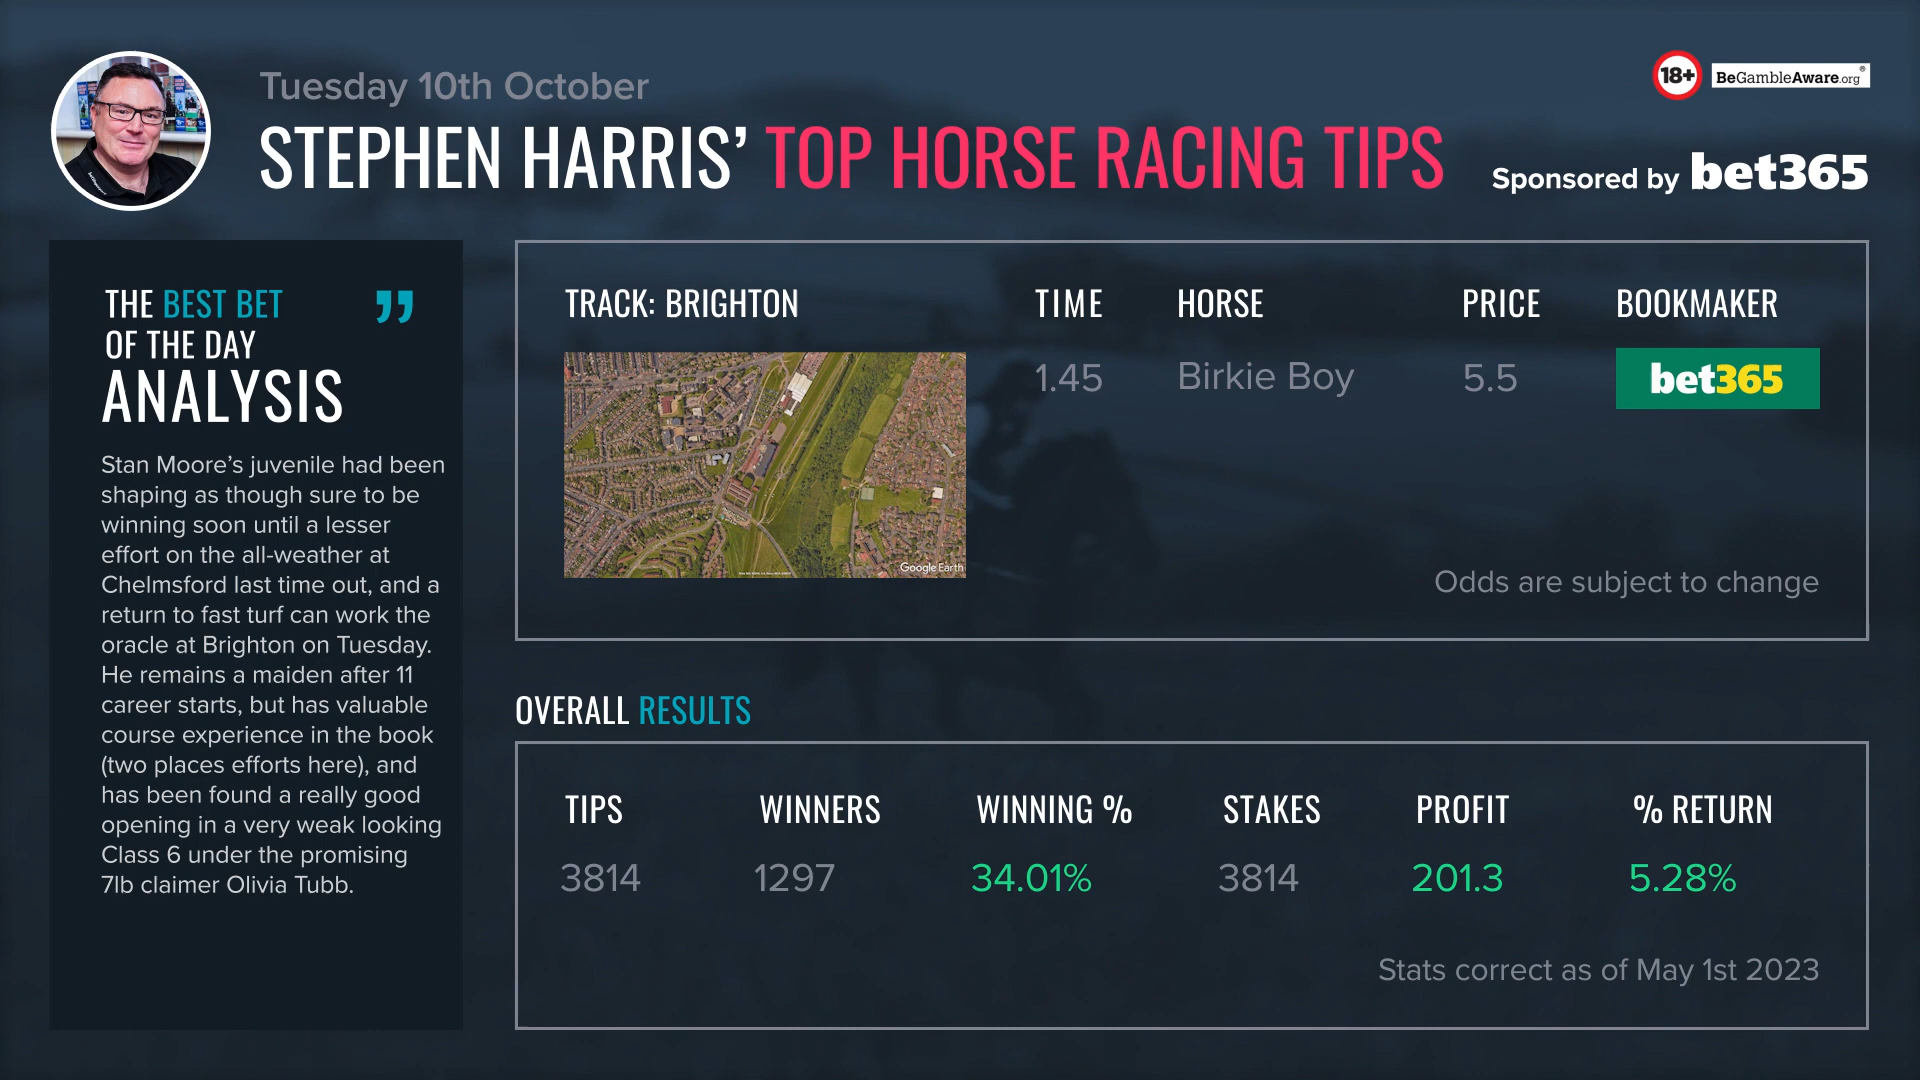 Tuesday 10th October
STEPHEN HARRIS’ TOP HORSE RACING TIPS
18+
BeGambleAware.org®
Sponsored by bet365
THE BEST BET ”
OF THE DAY
ANALYSIS
Stan Moore’s juvenile had been
shaping as though sure to be
winning soon until a lesser
effort on the all-weather at
Chelmsford last time out, and a
return to fast turf can work the
oracle at Brighton on Tuesday.
He remains a maiden after 11
career starts, but has valuable
course experience in the book
(two places efforts here), and
has been found a really good
opening in a very weak looking
Class 6 under the promising
7lb claimer Olivia Tubb.
TRACK: BRIGHTON TIME HORSE PRICE BOOKMAKER
1.45 Birkie Boy 5.5 bet365
Google Earth
Odds are subject to change
OVERALL RESULTS
TIPS WINNERS WINNING % STAKES PROFIT % RETURN
3814 1297 34.01% 3814 201.3 5.28%
Stats correct as of May 1st 2023